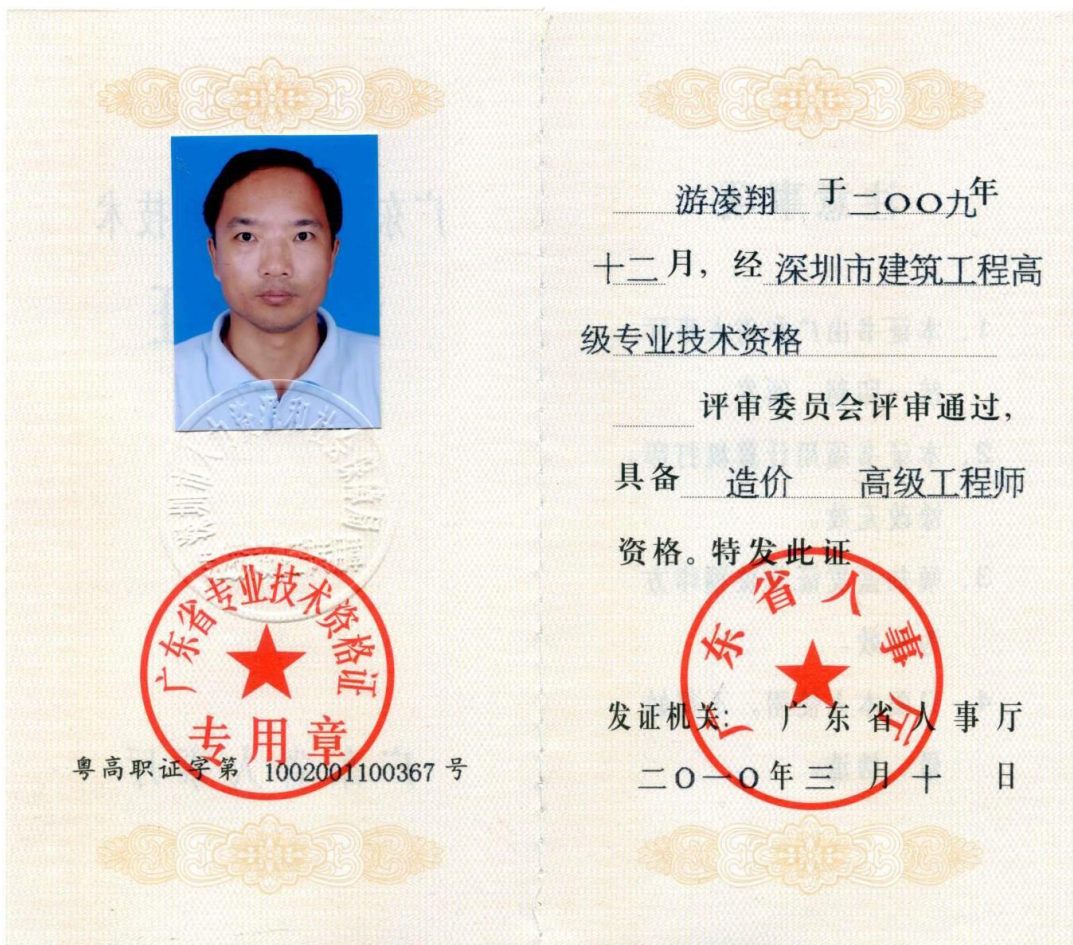 广东省专业技术资格证
专用章
粤高职证字第 1002001100367 号
游凌翔 于二〇〇九年
十二月，经 深圳市建筑工程高
级专业技术资格
评审委员会评审通过，
具备 造价 高级工程师
资格。特发此证
广东省人事厅
发证机关： 广东省人事厅
二〇一〇年三月十日